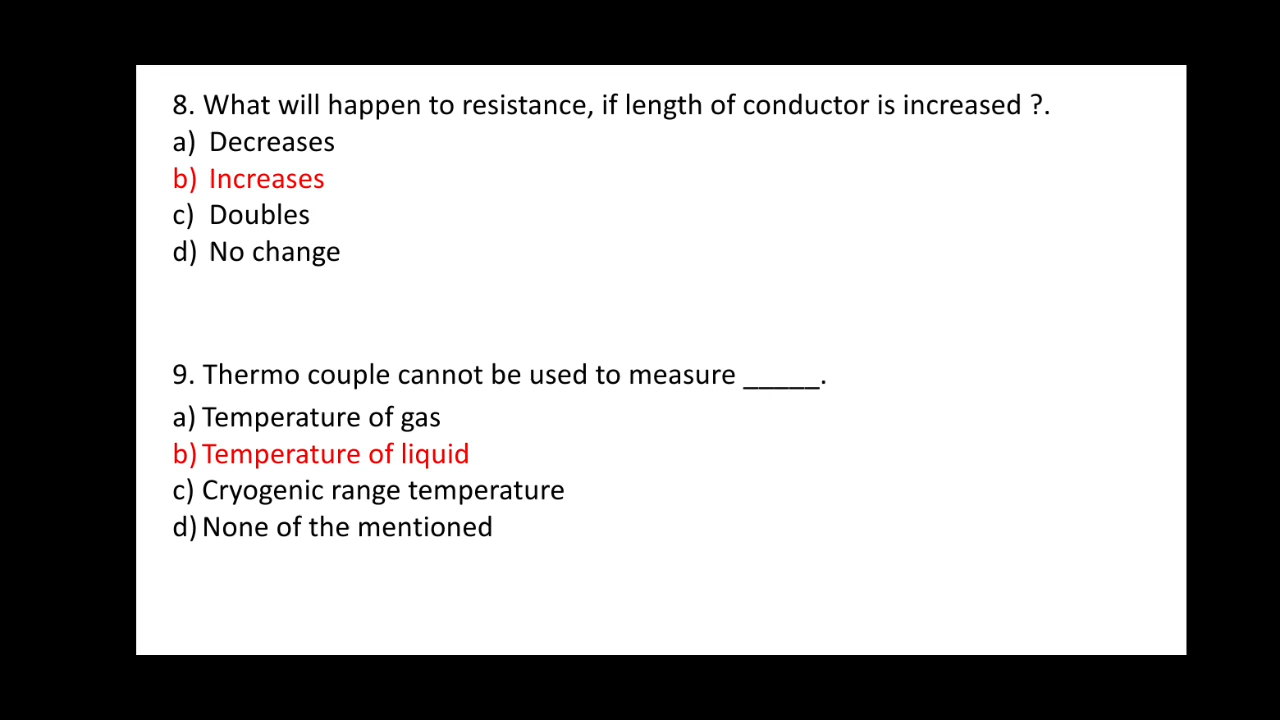 8. What will happen to resistance, if length of conductor is increased ?.
a) Decreases
b) Increases
c) Doubles
d) No change
9. Thermo couple cannot be used to measure _____.
a) Temperature of gas
b) Temperature of liquid
c) Cryogenic range temperature
d) None of the mentioned